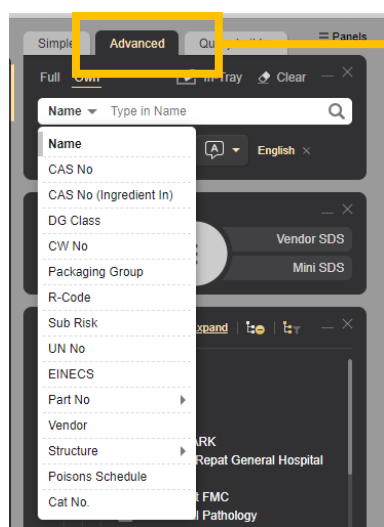 Simple Advanced ≡ Panels
Full Own In-Tray Clear
Name Type in Name
Name
A English ×
CAS No
CAS No (Ingredient In)
DG Class
CW No
Vendor SDS
Packaging Group
Mini SDS
R-Code
Sub Risk
Expand
UN No
EINECS
Part No
Vendor
ARK
Structure
Repat General Hospital
Poisons Schedule
Cat No.
FMC
Pathology